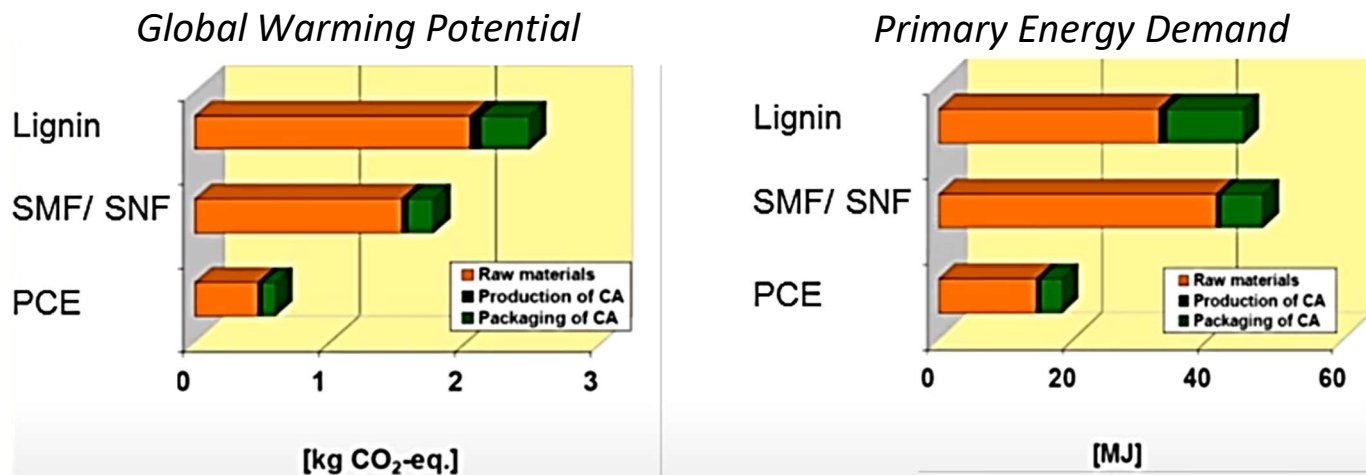 Global Warming Potential
Lignin
SMF/ SNF
PCE
Raw materials
Production of CA
Packaging of CA
0 1 2 3
[kg CO₂-eq.]
Primary Energy Demand
Lignin
SMF/ SNF
PCE
Raw materials
Production of CA
Packaging of CA
0 20 40 60
[MJ]